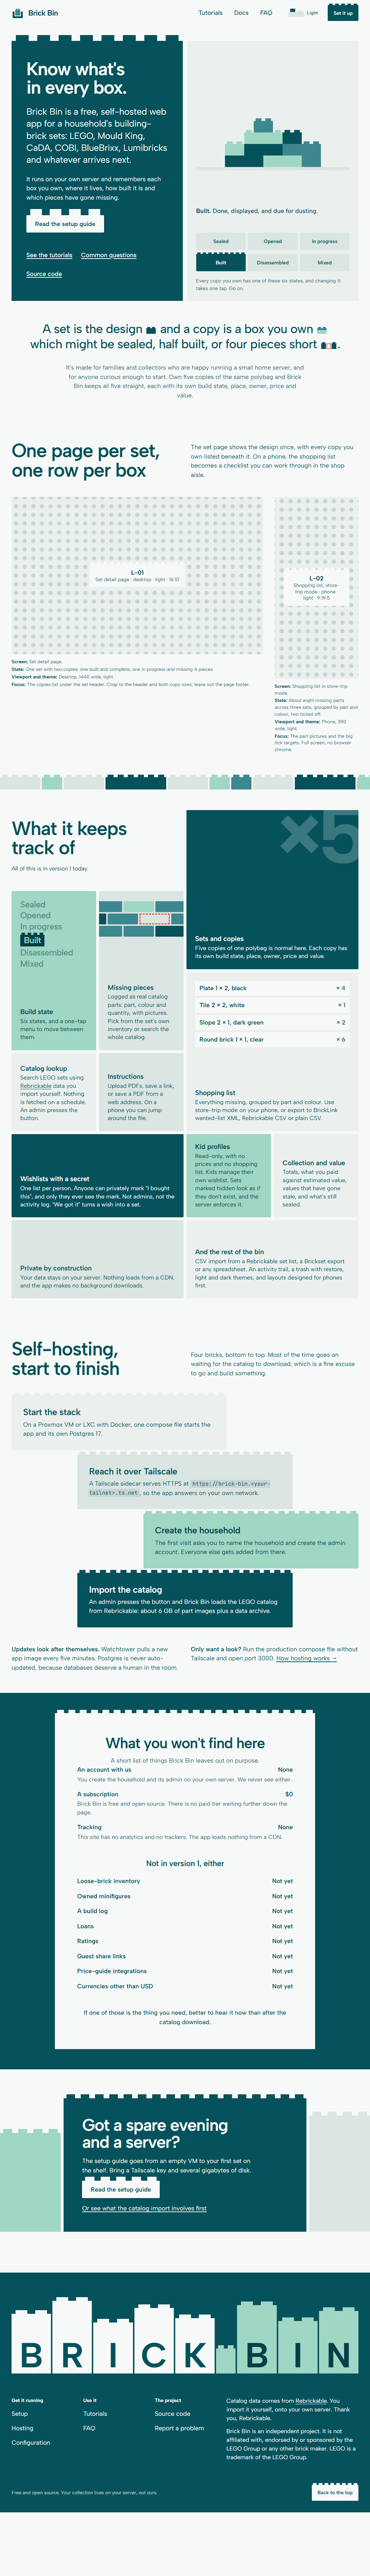 Brick Bin
Tutorials Docs FAQ Light Set it up
Know what's
in every box.
Brick Bin is a free, self-hosted web
app for a household's building-
brick sets: LEGO, Mould King,
CaDA, COBI, BlueBrixx, Lumibricks
and whatever arrives next.
It runs on your own server and remembers each
box you own, where it lives, how built it is and
which pieces have gone missing.
Read the setup guide
See the tutorials Common questions
Source code
Built. Done, displayed, and due for dusting.
Sealed Opened In progress
Built Disassembled Mixed
Every copy you own has one of these six states, and changing it
takes one tap. Go on.
A set is the design and a copy is a box you own
which might be sealed, half built, or four pieces short .
It's made for families and collectors who are happy running a small home server, and
for anyone curious enough to start. Own five copies of the same polybag and Brick
Bin keeps all five straight, each with its own build state, place, owner, price and
value.
One page per set,
one row per box
The set page shows the design once, with every copy you
own listed beneath it. On a phone, the shopping list
becomes a checklist you can work through in the shop
aisle.
L-01
Set detail page · desktop · light · 16:10
L-02
Shopping list, store-
trip mode · phone ·
light · 9:19.5
Screen: Set detail page.
State: One set with two copies: one built and complete, one in progress and missing 4 pieces.
Viewport and theme: Desktop, 1440 wide, light.
Focus: The copies list under the set header. Crop to the header and both copy rows; leave out the page footer.
Screen: Shopping list in store-trip
mode.
State: About eight missing parts
across three sets, grouped by part and
colour, two ticked off.
Viewport and theme: Phone, 390
wide, light.
Focus: The part pictures and the big
tick targets. Full screen, no browser
chrome.
What it keeps
track of
All of this is in version 1 today.
×5
Sets and copies
Five copies of one polybag is normal here. Each copy has
its own build state, place, owner, price and value.
Sealed
Opened
In progress
Built
Disassembled
Mixed
Build state
Six states, and a one-tap
menu to move between
them.
Missing pieces
Logged as real catalog
parts: part, colour and
quantity, with pictures.
Pick from the set's own
inventory or search the
whole catalog.
Plate 1 × 2, black × 4
Tile 2 × 2, white × 1
Slope 2 × 1, dark green × 2
Round brick 1 × 1, clear × 6
Shopping list
Everything missing, grouped by part and colour. Use
store-trip mode on your phone, or export to BrickLink
wanted-list XML, Rebrickable CSV or plain CSV.
Catalog lookup
Search LEGO sets using
Rebrickable data you
import yourself. Nothing
is fetched on a schedule.
An admin presses the
button.
Instructions
Upload PDFs, save a link,
or save a PDF from a
web address. On a
phone you can jump
around the file.
Wishlists with a secret
One list per person. Anyone can privately mark "I bought
this", and only they ever see the mark. Not admins, not the
activity log. "We got it" turns a wish into a set.
Kid profiles
Read-only, with no
prices and no shopping
list. Kids manage their
own wishlist. Sets
marked hidden look as if
they don't exist, and the
server enforces it.
Collection and value
Totals, what you paid
against estimated value,
values that have gone
stale, and what's still
sealed.
Private by construction
Your data stays on your server. Nothing loads from a CDN,
and the app makes no background downloads.
And the rest of the bin
CSV import from a Rebrickable set list, a Brickset export
or any spreadsheet. An activity trail, a trash with restore,
light and dark themes, and layouts designed for phones
first.
Self-hosting,
start to finish
Four bricks, bottom to top. Most of the time goes on
waiting for the catalog to download, which is a fine excuse
to go and build something.
Start the stack
On a Proxmox VM or LXC with Docker, one compose file starts the
app and its own Postgres 17.
Reach it over Tailscale
A Tailscale sidecar serves HTTPS at https://brick-bin.<your-
tailnet>.ts.net, so the app answers on your own network.
Create the household
The first visit asks you to name the household and create the admin
account. Everyone else gets added from there.
Import the catalog
An admin presses the button and Brick Bin loads the LEGO catalog
from Rebrickable: about 6 GB of part images plus a data archive.
Updates look after themselves. Watchtower pulls a new
app image every five minutes. Postgres is never auto-
updated, because databases deserve a human in the room.
Only want a look? Run the production compose file without
Tailscale and open port 3000. How hosting works →
What you won't find here
A short list of things Brick Bin leaves out on purpose.
An account with us None
You create the household and its admin on your own server. We never see either.
A subscription $0
Brick Bin is free and open source. There is no paid tier waiting further down the
page.
Tracking None
This site has no analytics and no trackers. The app loads nothing from a CDN.
Not in version 1, either
Loose-brick inventory Not yet
Owned minifigures Not yet
A build log Not yet
Loans Not yet
Ratings Not yet
Guest share links Not yet
Price-guide integrations Not yet
Currencies other than USD Not yet
If one of those is the thing you need, better to hear it now than after the
catalog download.
Got a spare evening
and a server?
The setup guide goes from an empty VM to your first set on
the shelf. Bring a Tailscale key and several gigabytes of disk.
Read the setup guide
Or see what the catalog import involves first
BRICK BIN
Get it running
Setup
Hosting
Configuration
Use it
Tutorials
FAQ
The project
Source code
Report a problem
Catalog data comes from Rebrickable. You
import it yourself, onto your own server. Thank
you, Rebrickable.
Brick Bin is an independent project. It is not
affiliated with, endorsed by or sponsored by the
LEGO Group or any other brick maker. LEGO is a
trademark of the LEGO Group.
Free and open source. Your collection lives on your server, not ours.
Back to the top